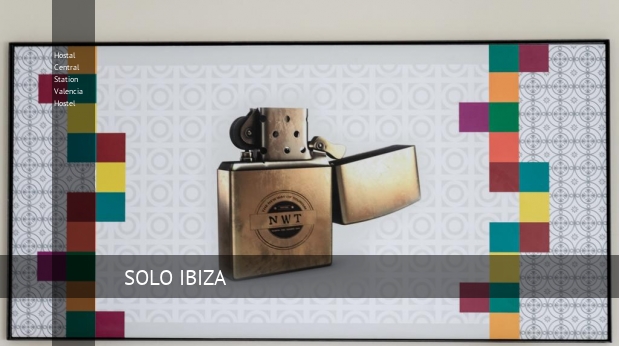 Hostal
Central
Station
Valencia
Hostel
NWT
SOLO IBIZA